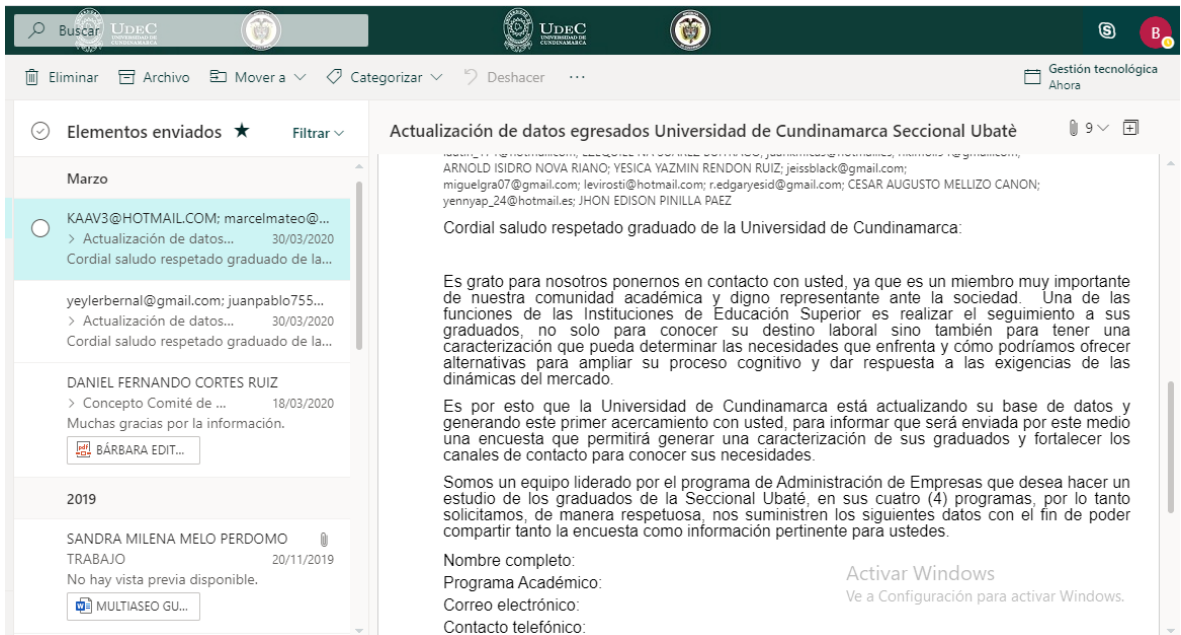 Buscar
UDEC
UNIVERSIDAD DE
CUNDINAMARCA
UDEC
UNIVERSIDAD DE
CUNDINAMARCA
S
B
Eliminar Archivo Mover a Categorizar Deshacer ...
Gestión tecnológica
Ahora
Elementos enviados ★ Filtrar
Marzo
KAAV3@HOTMAIL.COM; marcelmateo@...
> Actualización de datos... 30/03/2020
Cordial saludo respetado graduado de la...
yeylerbernal@gmail.com; juanpablo755...
> Actualización de datos... 30/03/2020
Cordial saludo respetado graduado de la...
DANIEL FERNANDO CORTES RUIZ
> Concepto Comité de ... 18/03/2020
Muchas gracias por la información.
BÁRBARA EDIT...
2019
SANDRA MILENA MELO PERDOMO
TRABAJO 20/11/2019
No hay vista previa disponible.
MULTIASEO GU...
Actualización de datos egresados Universidad de Cundinamarca Seccional Ubatè 9
ARNOLD ISIDRO NOVA RIANO; YESICA YAZMIN RENDON RUIZ; jeissblack@gmail.com;
miguelgra07@gmail.com; levirosti@hotmail.com; r.edgaryesid@gmail.com; CESAR AUGUSTO MELLIZO CANON;
yennyap_24@hotmail.es; JHON EDISON PINILLA PAEZ
Cordial saludo respetado graduado de la Universidad de Cundinamarca:
Es grato para nosotros ponernos en contacto con usted, ya que es un miembro muy importante
de nuestra comunidad académica y digno representante ante la sociedad. Una de las
funciones de las Instituciones de Educación Superior es realizar el seguimiento a sus
graduados, no solo para conocer su destino laboral sino también para tener una
caracterización que pueda determinar las necesidades que enfrenta y cómo podríamos ofrecer
alternativas para ampliar su proceso cognitivo y dar respuesta a las exigencias de las
dinámicas del mercado.
Es por esto que la Universidad de Cundinamarca está actualizando su base de datos y
generando este primer acercamiento con usted, para informar que será enviada por este medio
una encuesta que permitirá generar una caracterización de sus graduados y fortalecer los
canales de contacto para conocer sus necesidades.
Somos un equipo liderado por el programa de Administración de Empresas que desea hacer un
estudio de los graduados de la Seccional Ubaté, en sus cuatro (4) programas, por lo tanto
solicitamos, de manera respetuosa, nos suministren los siguientes datos con el fin de poder
compartir tanto la encuesta como información pertinente para ustedes.
Nombre completo:
Programa Académico:
Correo electrónico:
Contacto telefónico:
Activar Windows
Ve a Configuración para activar Windows.